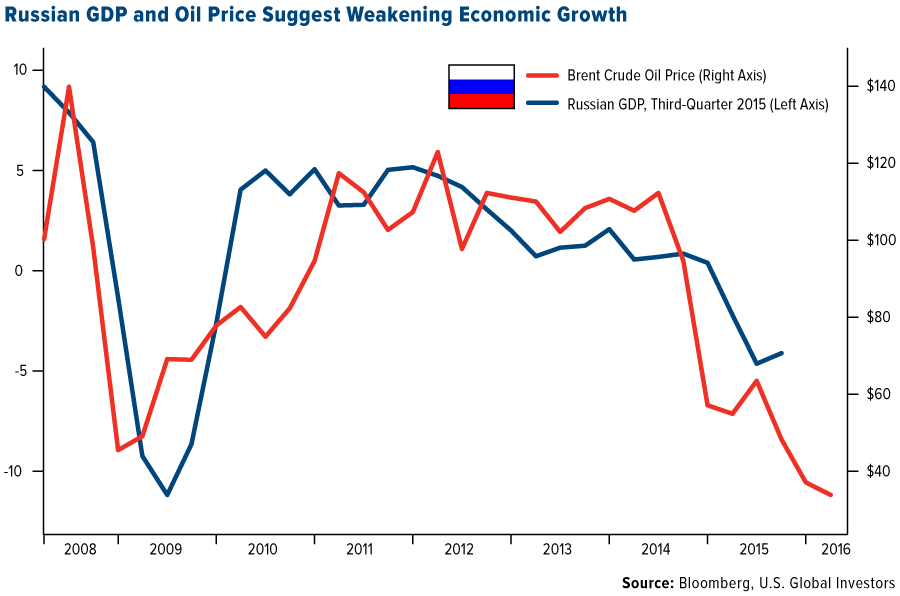 Russian GDP and Oil Price Suggest Weakening Economic Growth
10
5
0
-5
-10
Brent Crude Oil Price (Right Axis)
Russian GDP, Third-Quarter 2015 (Left Axis)
$140
$120
$100
$80
$60
$40
2008 2009 2010 2011 2012 2013 2014 2015 2016
Source: Bloomberg, U.S. Global Investors